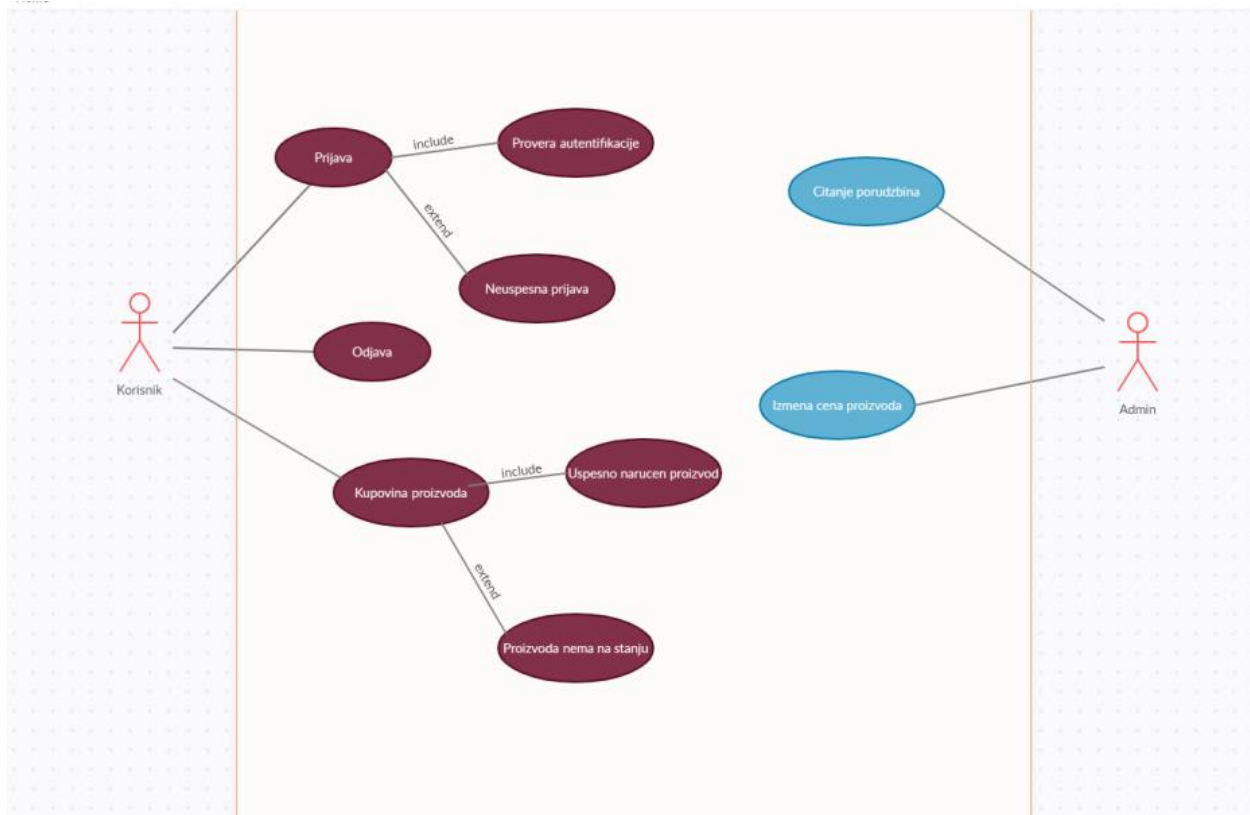 Prijava
include
Provera autentifikacije
Citanje porudzbina
extend
Neuspesna prijava
Odjava
Korisnik
Izmena cena proizvoda
Admin
Kupovina proizvoda
include
Uspesno narucen proizvod
extend
Proizvoda nema na stanju